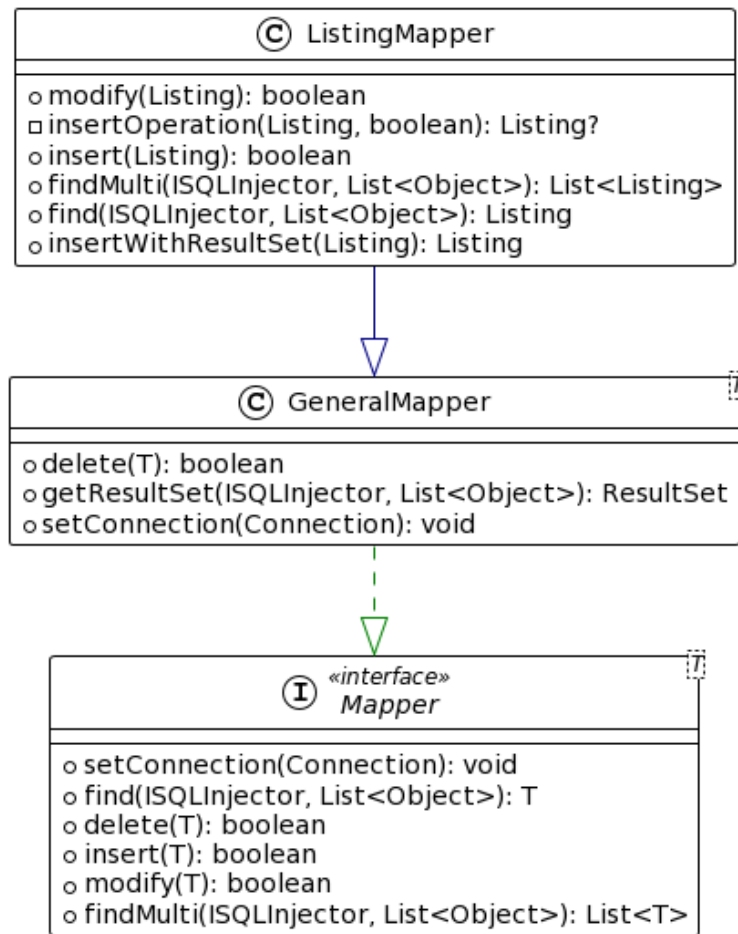 C ListingMapper
modify(Listing): boolean
insertOperation(Listing, boolean): Listing?
insert(Listing): boolean
findMulti(ISQLInjector, List<Object>): List<Listing>
find(ISQLInjector, List<Object>): Listing
insertWithResultSet(Listing): Listing
T
C GeneralMapper
delete(T): boolean
getResultSet(ISQLInjector, List<Object>): ResultSet
setConnection(Connection): void
T
«interface»
I Mapper
setConnection(Connection): void
find(ISQLInjector, List<Object>): T
delete(T): boolean
insert(T): boolean
modify(T): boolean
findMulti(ISQLInjector, List<Object>): List<T>